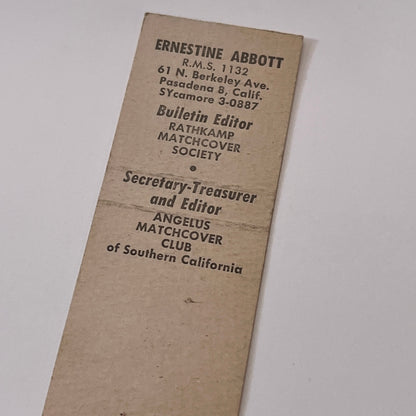 ERNESTINE ABBOTT
R.M.S. 1132
61 N. Berkeley Ave.
Pasadena 8, Calif.
SYcamore 3-0887
Bulletin Editor
RATHKAMP
MATCHCOVER
SOCIETY
•
Secretary-Treasurer
and Editor
ANGELUS
MATCHCOVER
CLUB
of Southern California